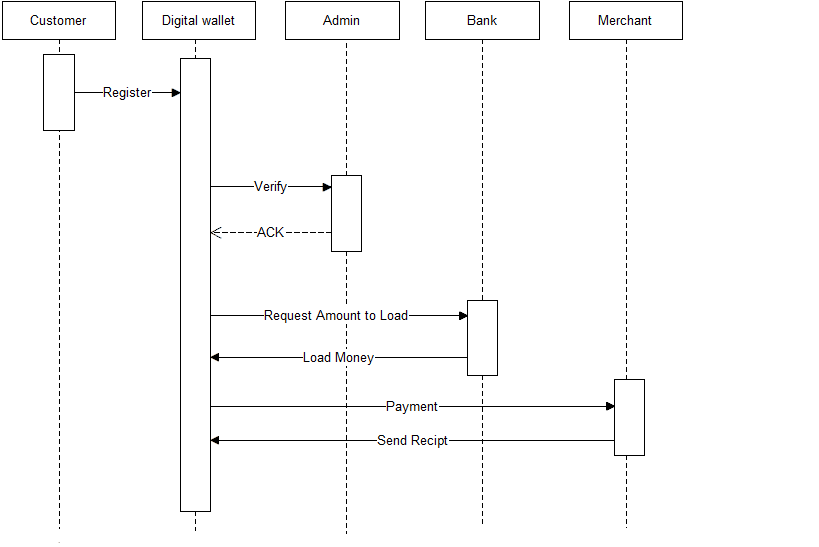 Customer
Digital wallet
Admin
Bank
Merchant
Register
Verify
ACK
Request Amount to Load
Load Money
Payment
Send Recipt